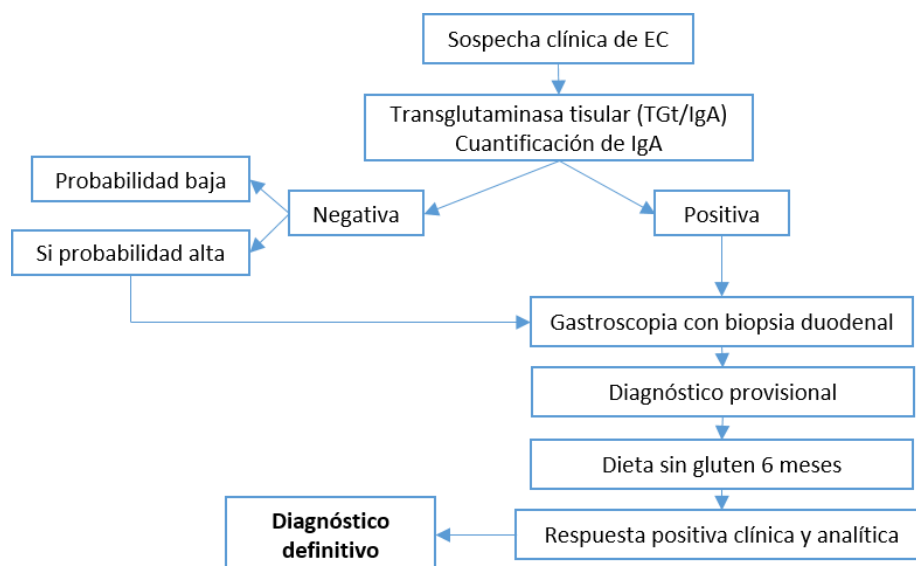 Sospecha clínica de EC
Transglutaminasa tisular (TGt/IgA)
Cuantificación de IgA
Probabilidad baja
Negativa
Positiva
Si probabilidad alta
Gastroscopia con biopsia duodenal
Diagnóstico provisional
Dieta sin gluten 6 meses
Respuesta positiva clínica y analítica
Diagnóstico
definitivo